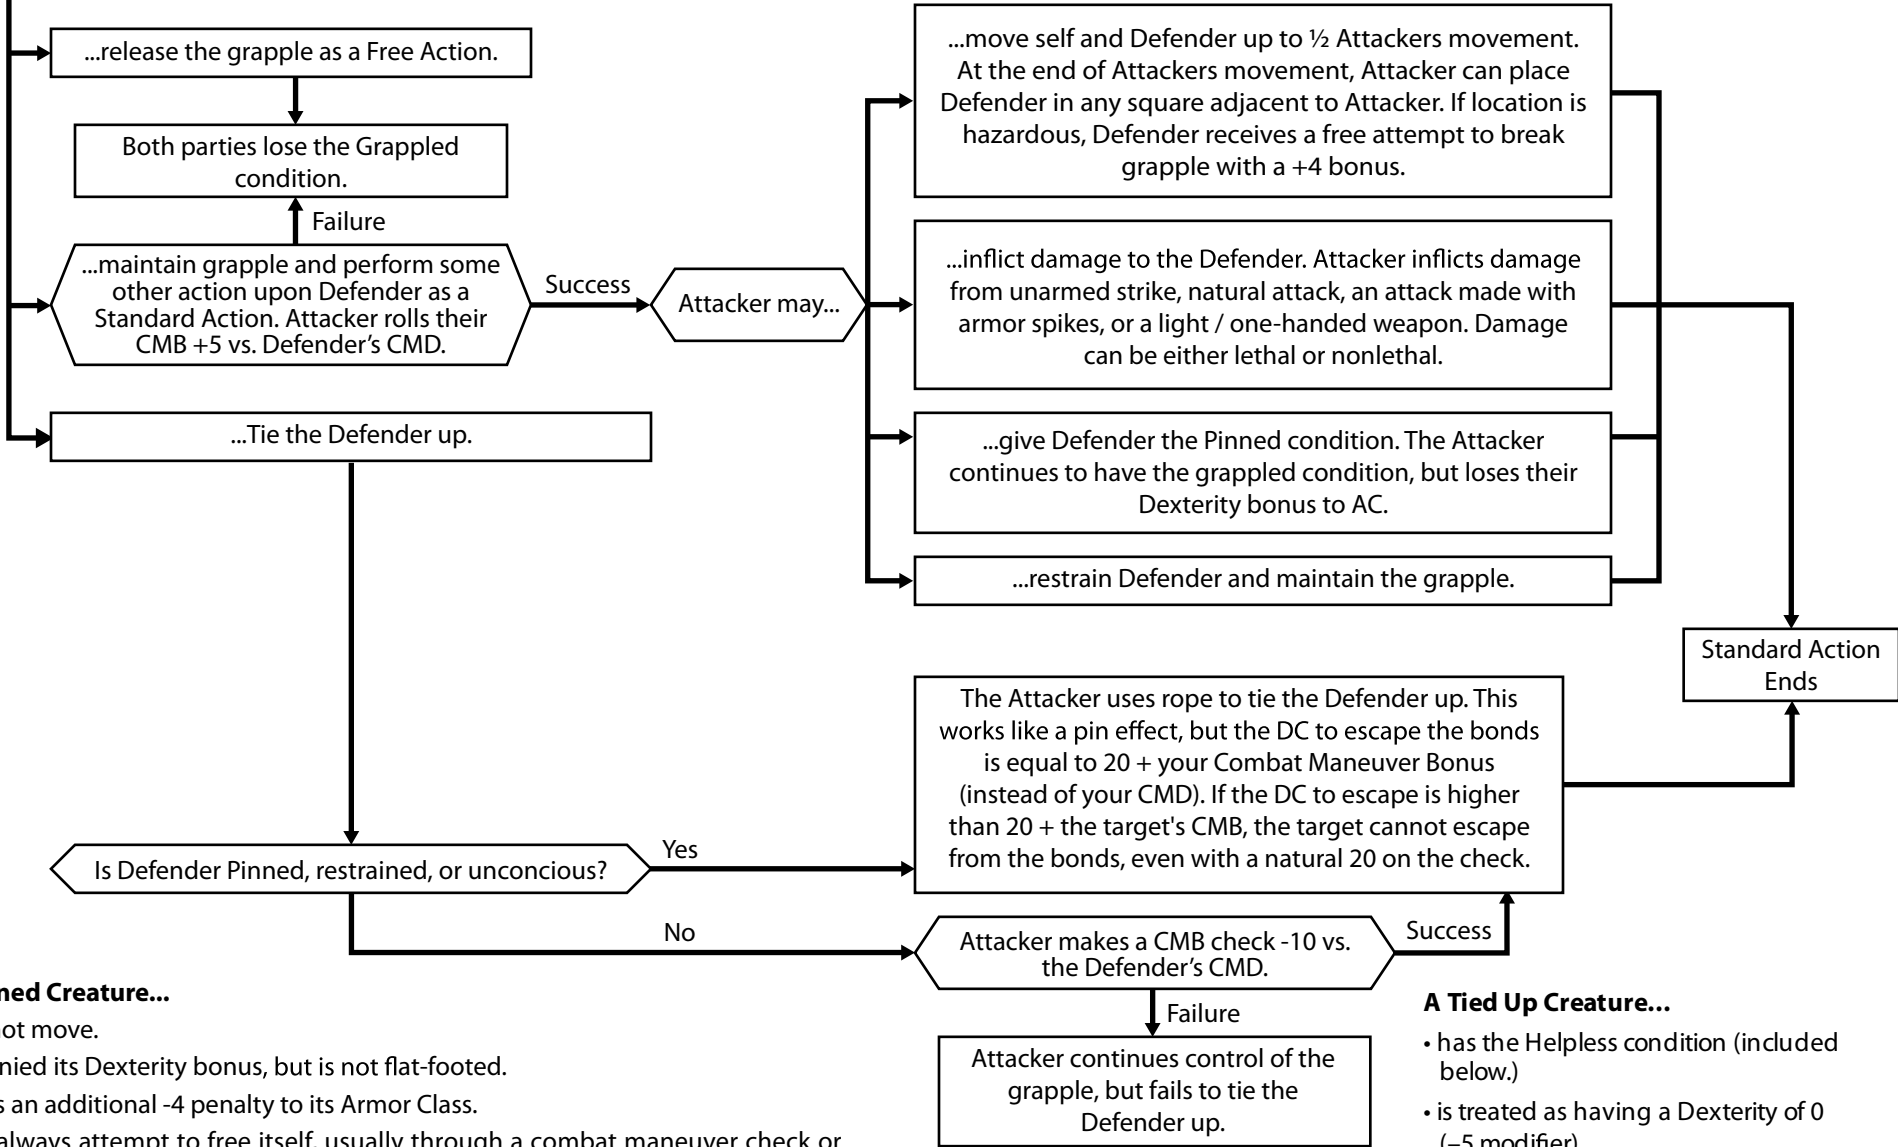 ...release the grapple as a Free Action.
Both parties lose the Grappled
condition.
Failure
...maintain grapple and perform some
other action upon Defender as a
Standard Action. Attacker rolls their
CMB +5 vs. Defender’s CMD.
Success
Attacker may...
...move self and Defender up to ½ Attackers movement.
At the end of Attackers movement, Attacker can place
Defender in any square adjacent to Attacker. If location is
hazardous, Defender receives a free attempt to break
grapple with a +4 bonus.
...inflict damage to the Defender. Attacker inflicts damage
from unarmed strike, natural attack, an attack made with
armor spikes, or a light / one-handed weapon. Damage
can be either lethal or nonlethal.
...give Defender the Pinned condition. The Attacker
continues to have the grappled condition, but loses their
Dexterity bonus to AC.
...restrain Defender and maintain the grapple.
...Tie the Defender up.
Standard Action
Ends
The Attacker uses rope to tie the Defender up. This
works like a pin effect, but the DC to escape the bonds
is equal to 20 + your Combat Maneuver Bonus
(instead of your CMD). If the DC to escape is higher
than 20 + the target's CMB, the target cannot escape
from the bonds, even with a natural 20 on the check.
Is Defender Pinned, restrained, or unconcious?
Yes
No
Attacker makes a CMB check -10 vs.
the Defender’s CMD.
Success
Failure
Attacker continues control of the
grapple, but fails to tie the
Defender up.
Creature...
move.
its Dexterity bonus, but is not flat-footed.
an additional -4 penalty to its Armor Class.
always attempt to free itself, usually through a combat maneuver check or
A Tied Up Creature...
• has the Helpless condition (included
below.)
• is treated as having a Dexterity of 0
(–5 modifier)